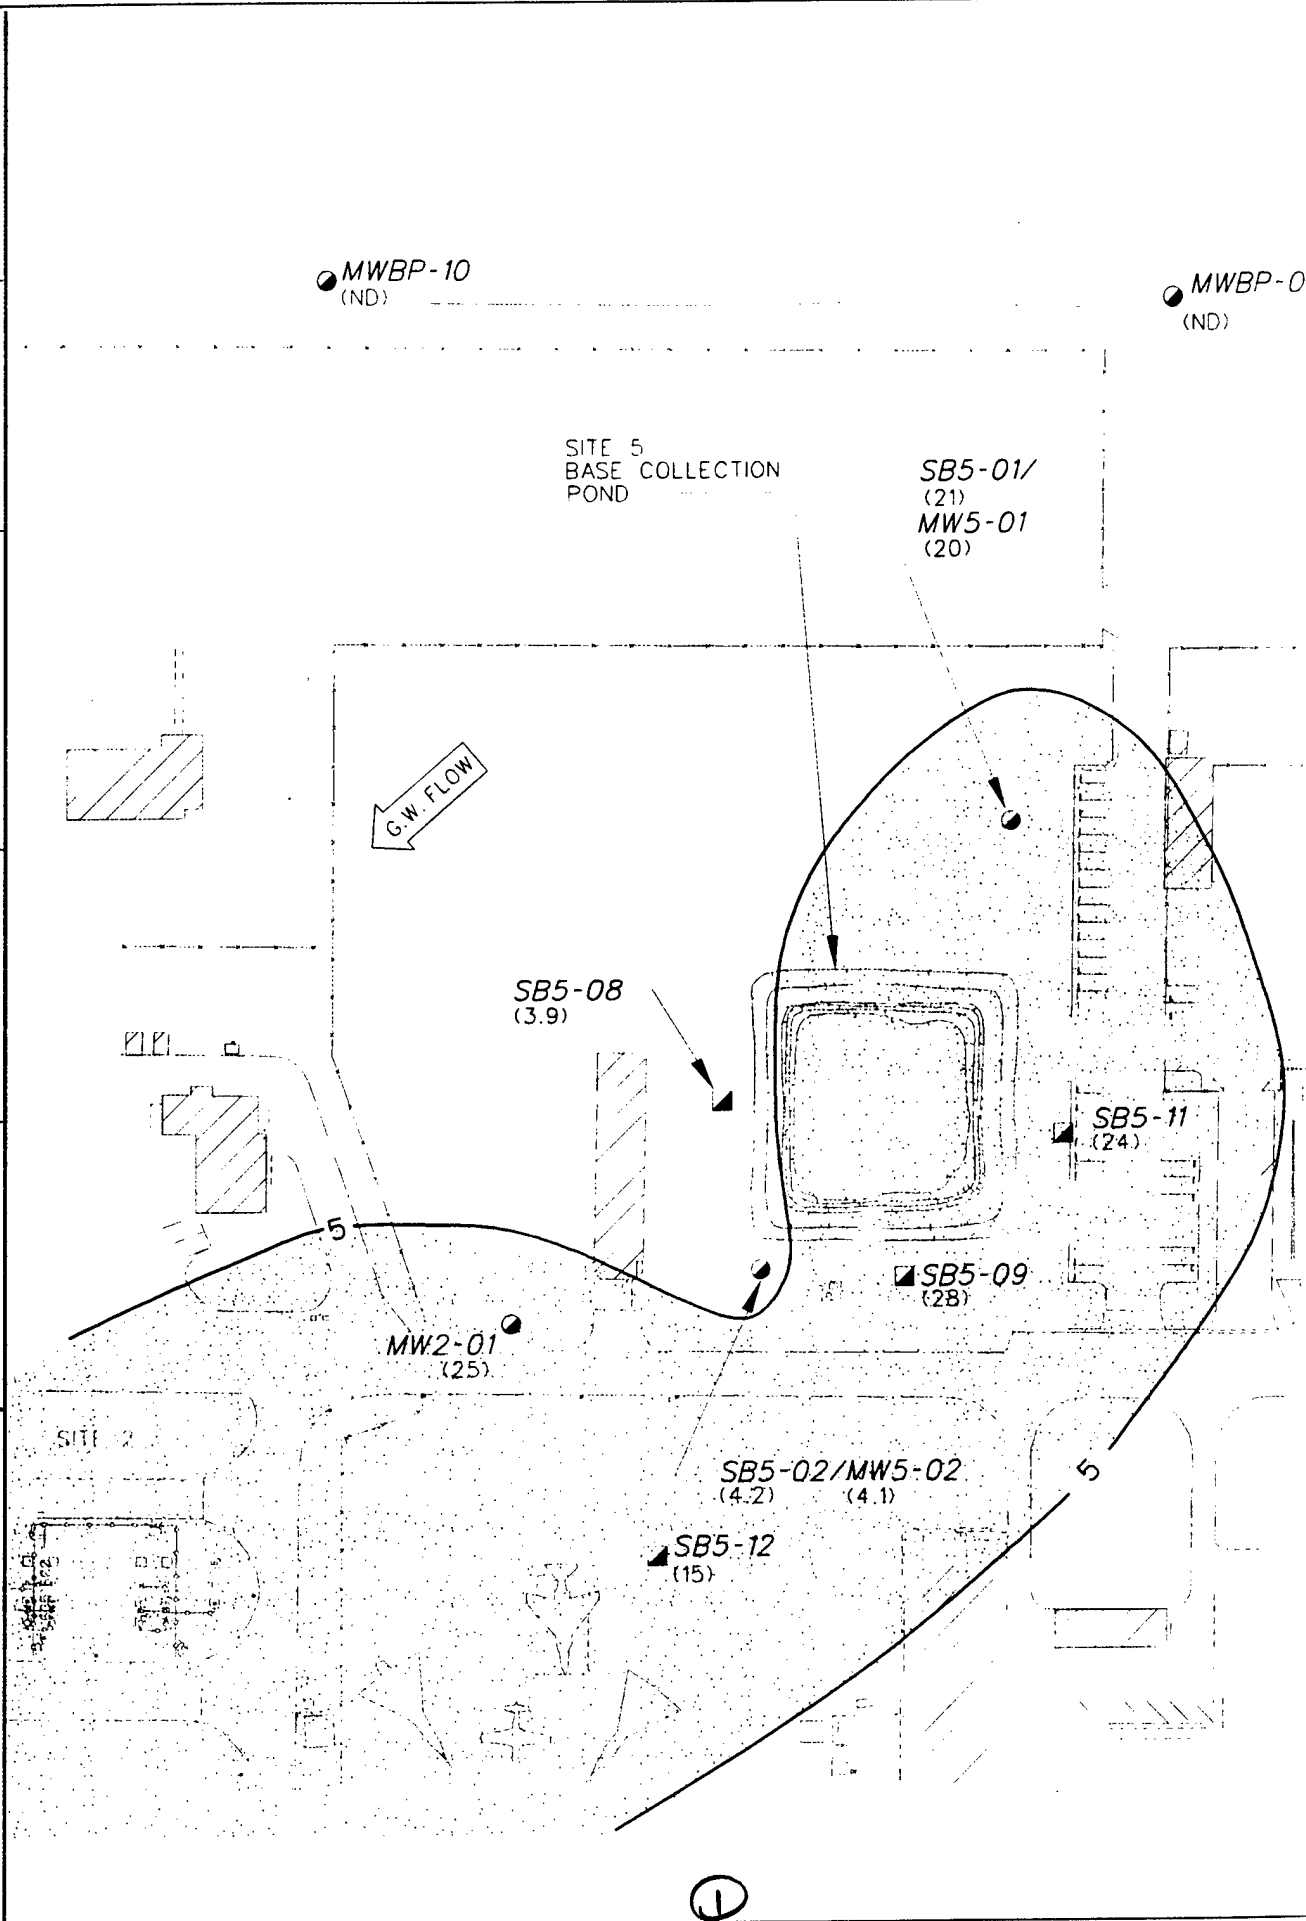 MWBP-10
(ND)
MWBP-0
(ND)
SITE 5
BASE COLLECTION
POND
SB5-01/
(21)
MW5-01
(20)
G.W. FLOW
SB5-08
(3.9)
SB5-11
(24)
5
SB5-09
(28)
MW2-01
(25)
SITE 2
SB5-02/MW5-02
(4.2) (4.1)
5
SB5-12
(15)
1